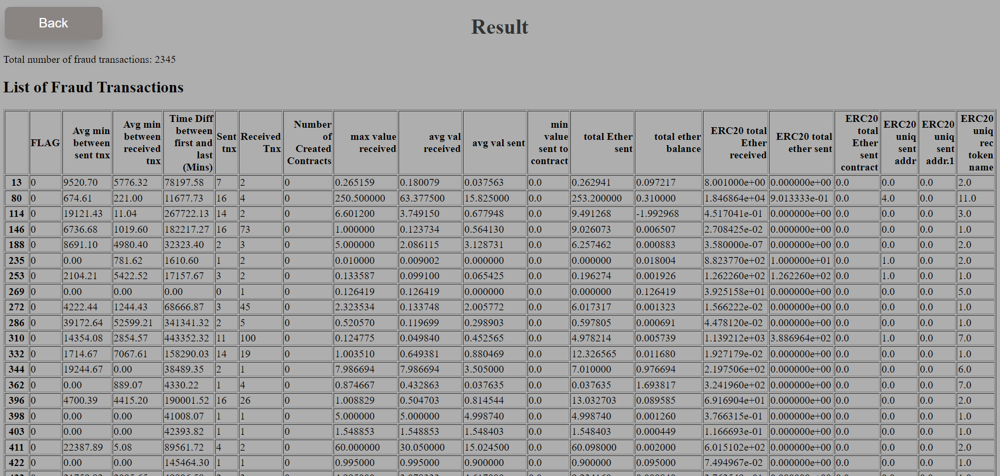 Back
Result
Total number of fraud transactions: 2345
List of Fraud Transactions
FLAG Avg min between sent tnx Avg min between received tnx Time Diff between first and last (Mins) Sent tnx Received Tnx Number of Created Contracts max value received avg val received avg val sent min value sent to contract total Ether sent total ether balance ERC20 total Ether received ERC20 total ether sent ERC20 total Ether sent contract ERC20 uniq sent addr ERC20 uniq sent addr.1 ERC20 uniq rec token name
13 0 9520.70 5776.32 78197.58 7 2 0 0.265159 0.180079 0.037563 0.0 0.262941 0.097217 8.001000e+00 0.000000e+00 0.0 0.0 0.0 2.0
80 0 674.61 221.00 11677.73 16 4 0 250.500000 63.377500 15.825000 0.0 253.200000 0.310000 1.846864e+04 9.013333e-01 0.0 4.0 0.0 11.0
114 0 19121.43 11.04 267722.13 14 2 0 6.601200 3.749150 0.677948 0.0 9.491268 -1.992968 4.517041e-01 0.000000e+00 0.0 0.0 0.0 3.0
146 0 6736.68 1019.60 182217.27 16 73 0 1.000000 0.123734 0.564130 0.0 9.026073 0.006507 2.708425e-02 0.000000e+00 0.0 0.0 0.0 1.0
188 0 8691.10 4980.40 32323.40 2 3 0 5.000000 2.086115 3.128731 0.0 6.257462 0.000883 3.580000e-07 0.000000e+00 0.0 0.0 0.0 2.0
235 0 0.00 781.62 1610.60 1 2 0 0.010000 0.009002 0.000000 0.0 0.000000 0.018004 8.823770e+02 1.000000e+01 0.0 1.0 0.0 2.0
253 0 2104.21 5422.52 17157.67 3 2 0 0.133587 0.099100 0.065425 0.0 0.196274 0.001926 1.262260e+02 1.262260e+02 0.0 1.0 0.0 1.0
269 0 0.00 0.00 0.00 0 1 0 0.126419 0.126419 0.000000 0.0 0.000000 0.126419 3.925158e+01 0.000000e+00 0.0 0.0 0.0 5.0
272 0 4222.44 1244.43 68666.87 3 45 0 2.323534 0.133748 2.005772 0.0 6.017317 0.001323 1.566222e-02 0.000000e+00 0.0 0.0 0.0 1.0
286 0 39172.64 52599.21 341341.32 2 5 0 0.520570 0.119699 0.298903 0.0 0.597805 0.000691 4.478120e-02 0.000000e+00 0.0 0.0 0.0 1.0
310 0 14354.08 2854.57 443352.32 11 100 0 0.124775 0.049840 0.452565 0.0 4.978214 0.005739 1.139212e+03 3.886964e+02 0.0 1.0 0.0 7.0
332 0 1714.67 7067.61 158290.03 14 19 0 1.003510 0.649381 0.880469 0.0 12.326565 0.011680 1.927179e-02 0.000000e+00 0.0 0.0 0.0 1.0
344 0 19244.67 0.00 38489.35 2 1 0 7.986694 7.986694 3.505000 0.0 7.010000 0.976694 2.197506e+02 0.000000e+00 0.0 0.0 0.0 6.0
362 0 0.00 889.07 4330.22 1 4 0 0.874667 0.432863 0.037635 0.0 0.037635 1.693817 3.241960e+02 0.000000e+00 0.0 0.0 0.0 7.0
396 0 4700.39 4415.20 190001.52 16 26 0 1.008829 0.504703 0.814544 0.0 13.032703 0.089585 6.916904e+01 0.000000e+00 0.0 0.0 0.0 2.0
398 0 0.00 0.00 41008.07 1 1 0 5.000000 5.000000 4.998740 0.0 4.998740 0.001260 3.766315e-01 0.000000e+00 0.0 0.0 0.0 1.0
403 0 0.00 0.00 42393.82 1 1 0 1.548853 1.548853 1.548403 0.0 1.548403 0.000449 1.166693e-01 0.000000e+00 0.0 0.0 0.0 1.0
411 0 22387.89 5.08 89561.72 4 2 0 60.000000 30.050000 15.024500 0.0 60.098000 0.002000 6.015102e+02 0.000000e+00 0.0 0.0 0.0 2.0
422 0 0.00 0.00 145464.30 1 1 0 0.995000 0.995000 0.900000 0.0 0.900000 0.095000 7.494967e-02 0.000000e+00 0.0 0.0 0.0 1.0